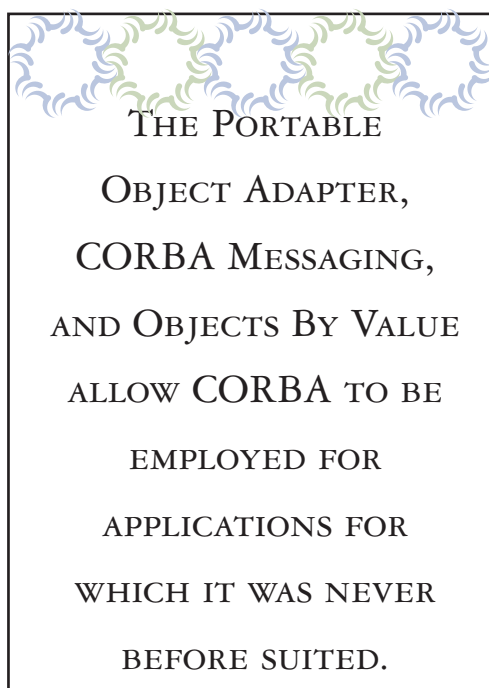 The Portable
Object Adapter,
CORBA Messaging,
and Objects By Value
allow CORBA to be
employed for
applications for
which it was never
before suited.